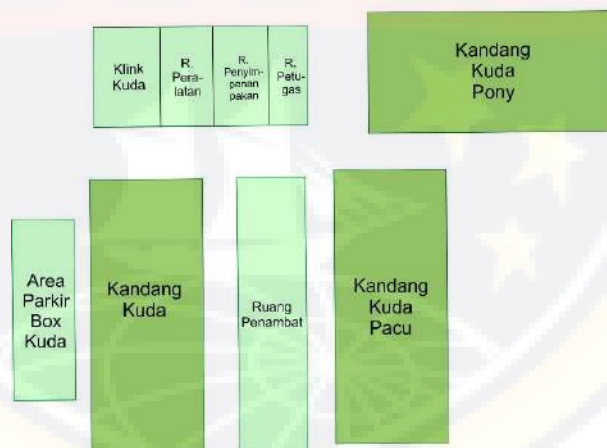 Klink
Kuda
R.
Pera-
latan
R.
Penyim-
panan
pakan
R.
Petu-
gas
Kandang
Kuda
Pony
Area
Parkir
Box
Kuda
Kandang
Kuda
Ruang
Penambat
Kandang
Kuda
Pacu